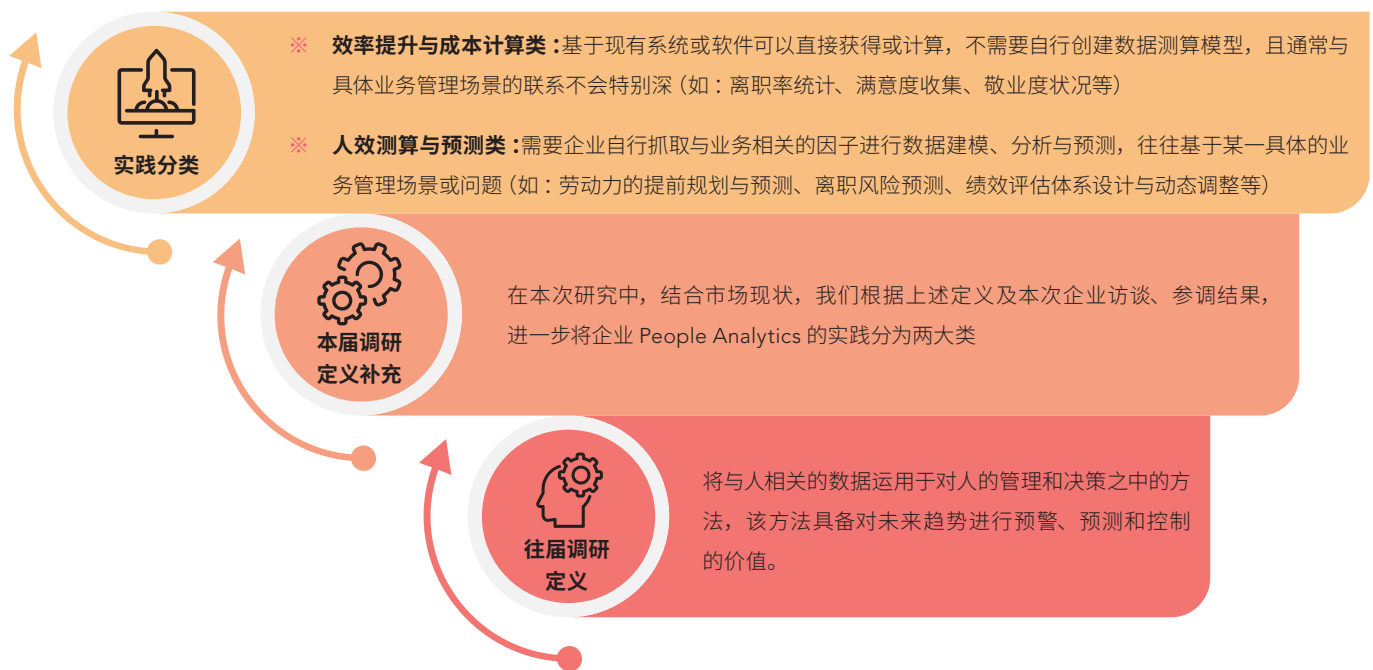 实践分类
※ 效率提升与成本计算类：基于现有系统或软件可以直接获得或计算，不需要自行创建数据测算模型，且通常与
具体业务管理场景的联系不会特别深（如：离职率统计、满意度收集、敬业度状况等）
※ 人效测算与预测类：需要企业自行抓取与业务相关的因子进行数据建模、分析与预测，往往基于某一具体的业
务管理场景或问题（如：劳动力的提前规划与预测、离职风险预测、绩效评估体系设计与动态调整等）
本届调研
定义补充
在本次研究中，结合市场现状，我们根据上述定义及本次企业访谈、参调结果，
进一步将企业 People Analytics 的实践分为两大类
往届调研
定义
将与人相关的数据运用于对人的管理和决策之中的方
法，该方法具备对未来趋势进行预警、预测和控制
的价值。